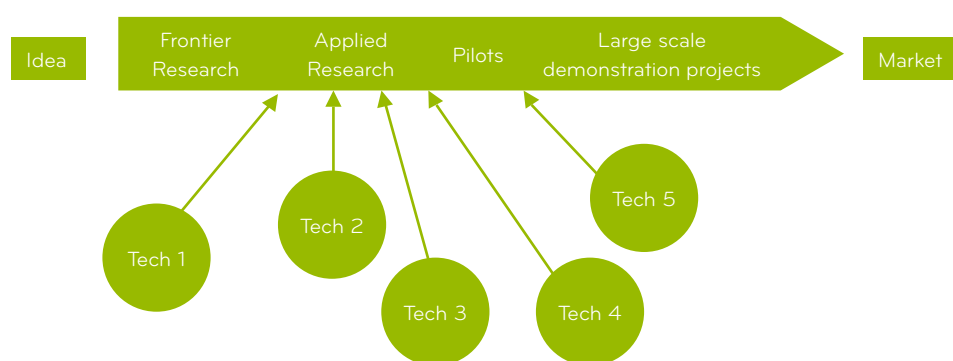 Idea
Frontier
Research
Applied
Research
Pilots
Large scale
demonstration projects
Market
Tech 1
Tech 2
Tech 3
Tech 4
Tech 5